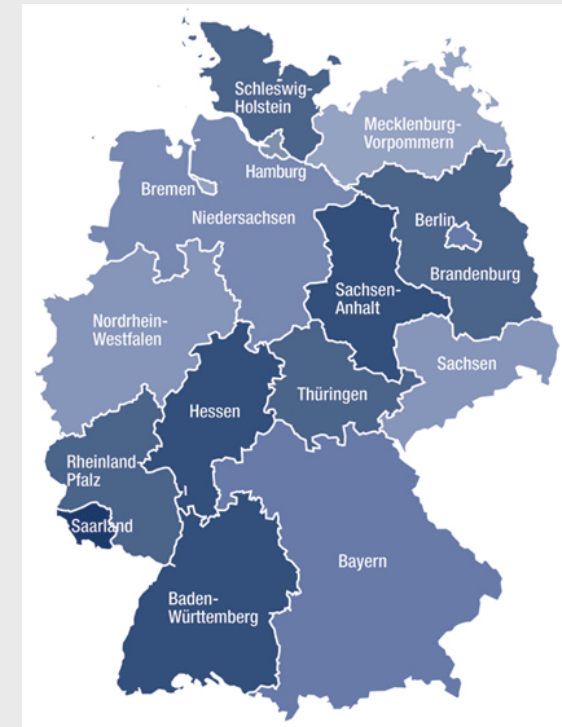 Schleswig-
Holstein
Mecklenburg-
Vorpommern
Hamburg
Bremen
Niedersachsen
Berlin
Brandenburg
Sachsen-
Anhalt
Nordrhein-
Westfalen
Sachsen
Thüringen
Hessen
Rheinland-
Pfalz
Saarland
Bayern
Baden-
Württemberg